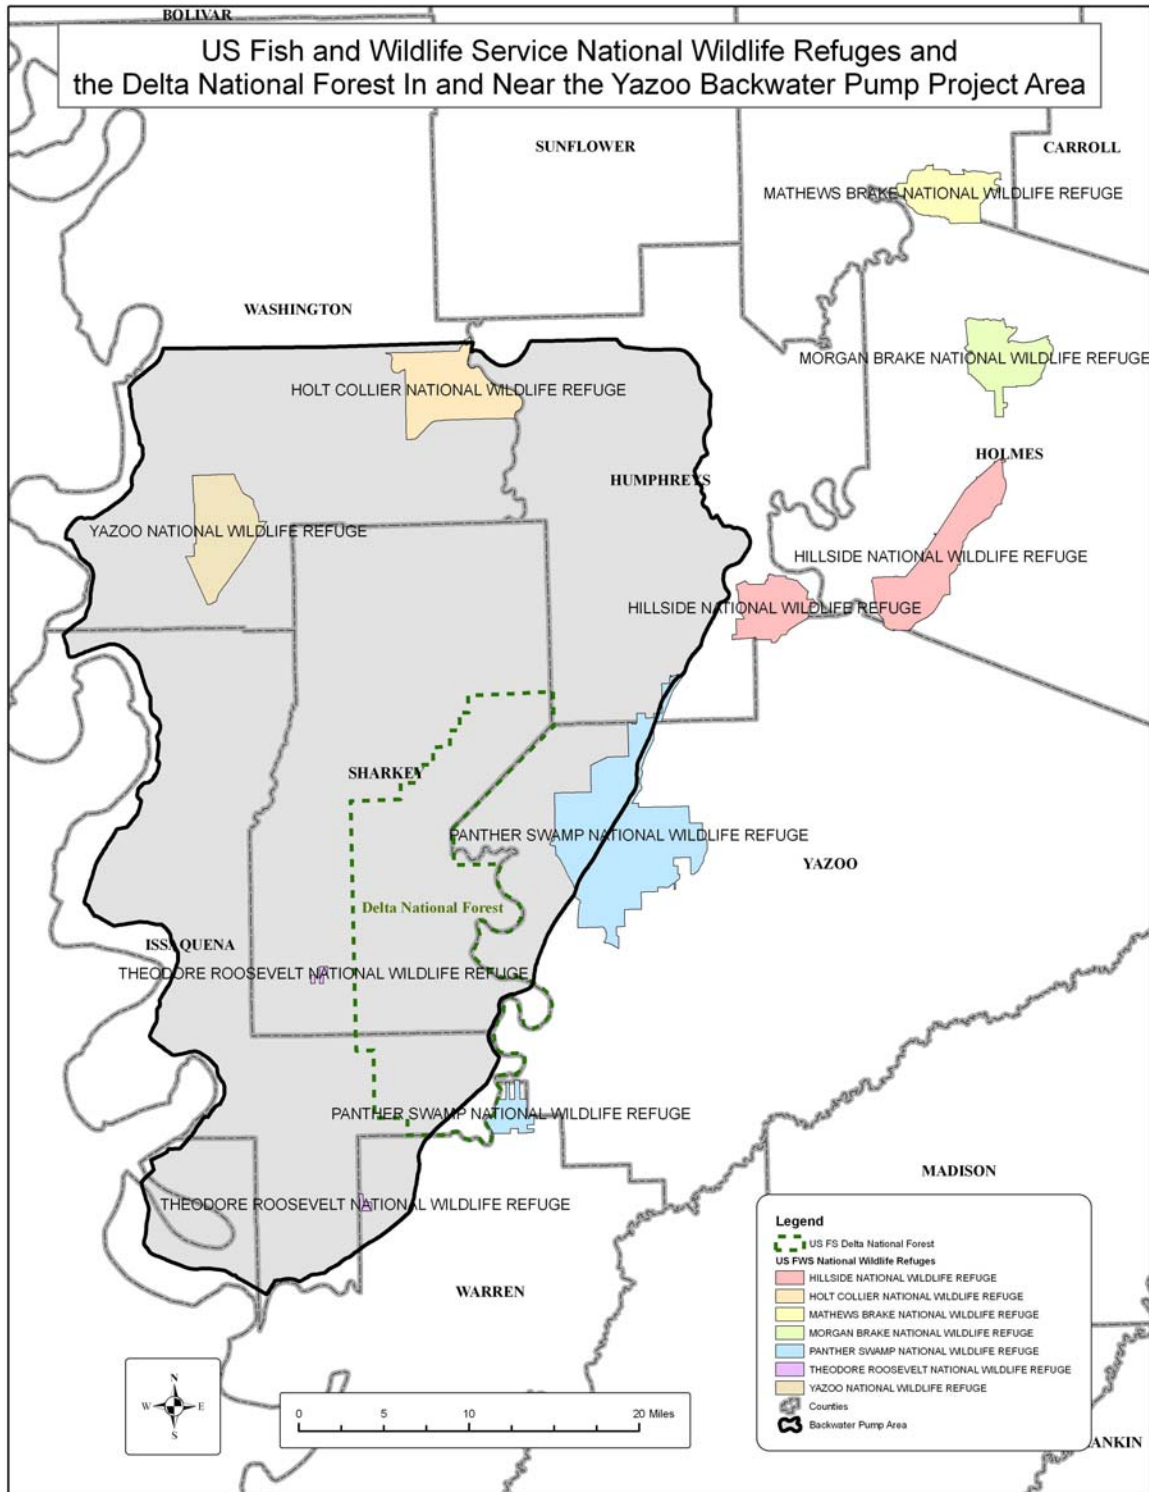 BOLIVAR
US Fish and Wildlife Service National Wildlife Refuges and
the Delta National Forest In and Near the Yazoo Backwater Pump Project Area
SUNFLOWER
CARROLL
MATHEWS BRAKE NATIONAL WILDLIFE REFUGE
WASHINGTON
MORGAN BRAKE NATIONAL WILDLIFE REFUGE
HOLT COLLIER NATIONAL WILDLIFE REFUGE
HOLMES
HUMPHREYS
YAZOO NATIONAL WILDLIFE REFUGE
HILLSIDE NATIONAL WILDLIFE REFUGE
HILLSIDE NATIONAL WILDLIFE REFUGE
SHARKEY
PANTHER SWAMP NATIONAL WILDLIFE REFUGE
YAZOO
Delta National Forest
ISSAQUENA
THEODORE ROOSEVELT NATIONAL WILDLIFE REFUGE
PANTHER SWAMP NATIONAL WILDLIFE REFUGE
MADISON
THEODORE ROOSEVELT NATIONAL WILDLIFE REFUGE
WARREN
Legend
US FS Delta National Forest
US FWS National Wildlife Refuges
HILLSIDE NATIONAL WILDLIFE REFUGE
HOLT COLLIER NATIONAL WILDLIFE REFUGE
MATHEWS BRAKE NATIONAL WILDLIFE REFUGE
MORGAN BRAKE NATIONAL WILDLIFE REFUGE
PANTHER SWAMP NATIONAL WILDLIFE REFUGE
THEODORE ROOSEVELT NATIONAL WILDLIFE REFUGE
YAZOO NATIONAL WILDLIFE REFUGE
Counties
Backwater Pump Area
N
W E
S
0 5 10 20 Miles
ANKIN